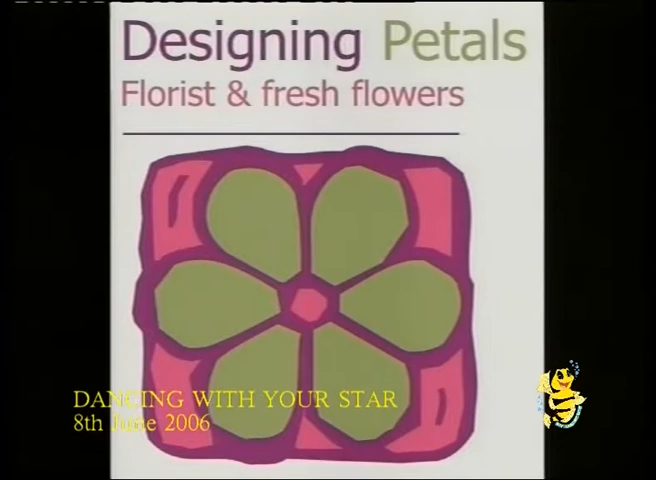 Designing Petals
Florist & fresh flowers
DANCING WITH YOUR STAR
8th June 2006